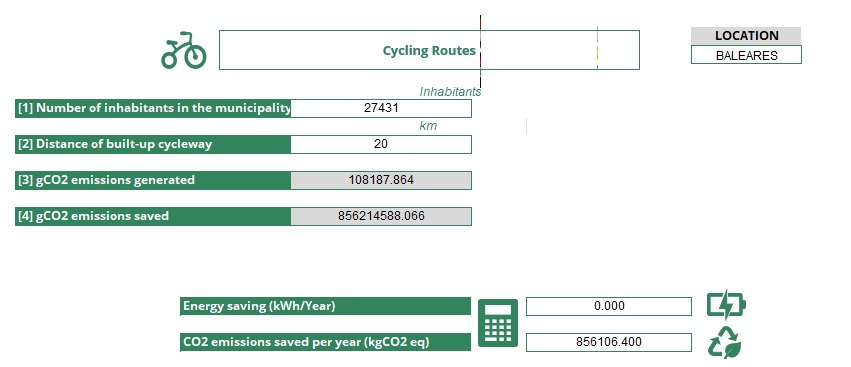 LOCATION
Cycling Routes
BALEARES
Inhabitants
[1] Number of inhabitants in the municipality 27431
km
[2] Distance of built-up cycleway 20
[3] gCO2 emissions generated 108187.864
[4] gCO2 emissions saved 856214588.066
Energy saving (kWh/Year) 0.000
CO2 emissions saved per year (kgCO2 eq) 856106.400